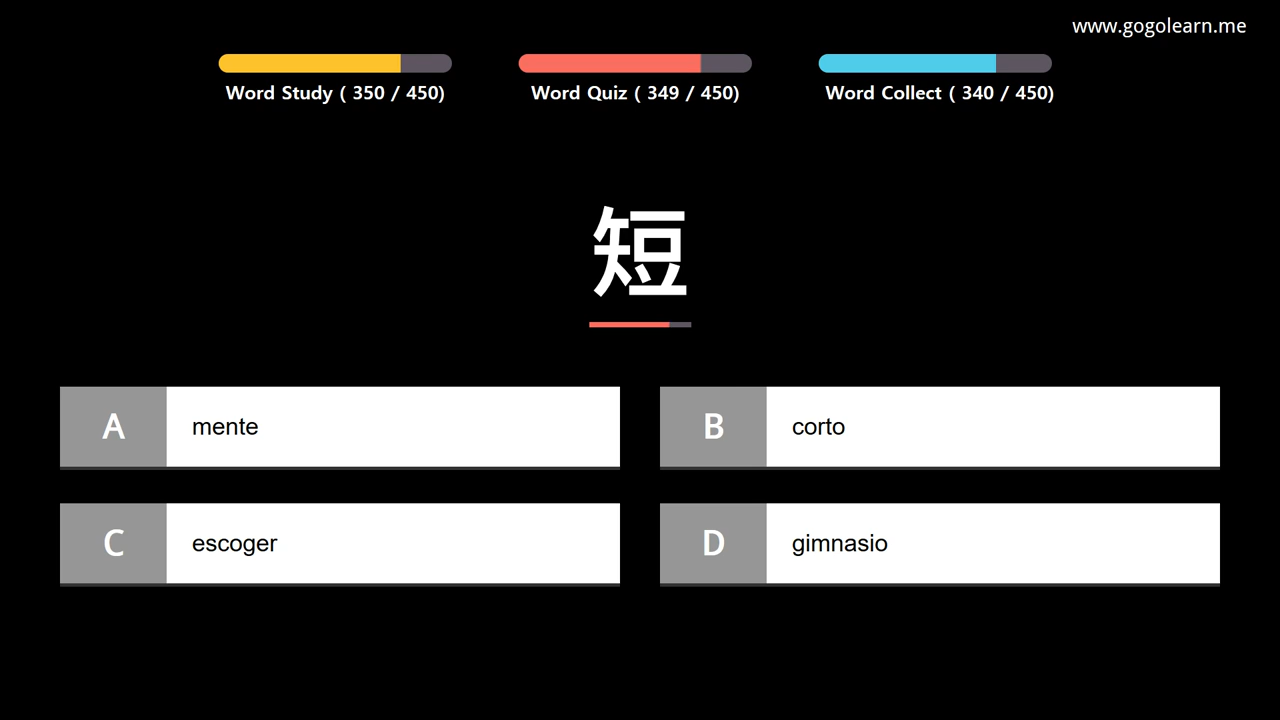 www.gogolearn.me
Word Study ( 350 / 450)
Word Quiz ( 349 / 450)
Word Collect ( 340 / 450)
短
A mente
B corto
C escoger
D gimnasio